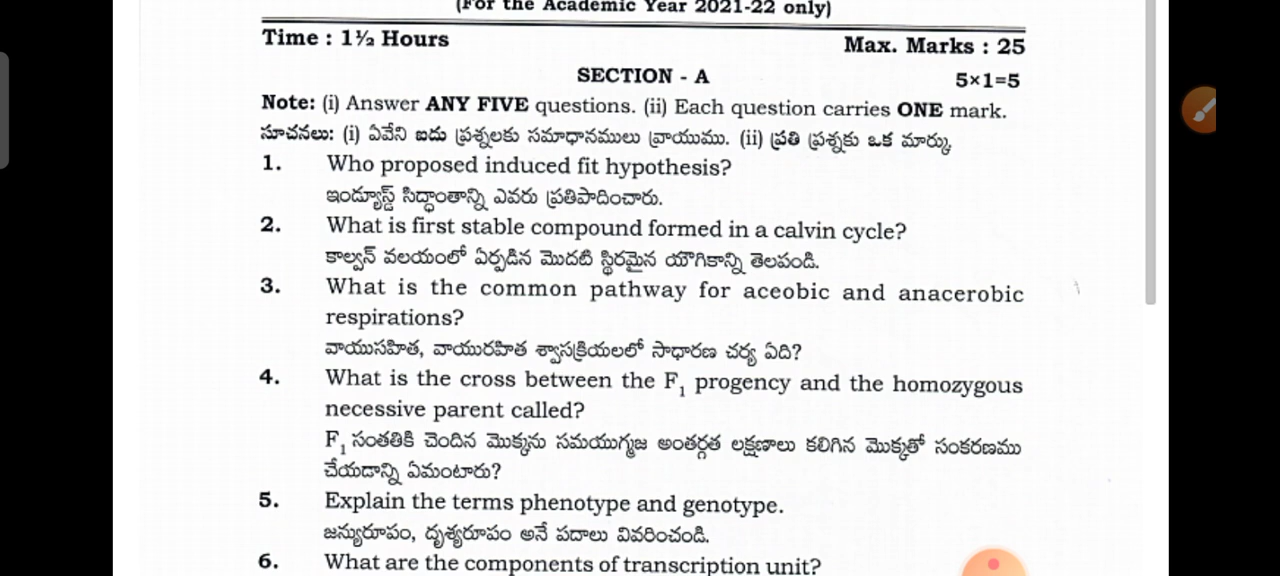 (For the Academic Year 2021-22 only)
Time : 1½ Hours Max. Marks : 25
SECTION - A 5×1=5
Note: (i) Answer ANY FIVE questions. (ii) Each question carries ONE mark.
సూచనలు: (i) ఏవేని ఐదు ప్రశ్నలకు సమాధానములు వ్రాయుము. (ii) ప్రతి ప్రశ్నకు ఒక మార్కు
1. Who proposed induced fit hypothesis?
ఇండ్యూస్డ్ సిద్ధాంతాన్ని ఎవరు ప్రతిపాదించారు.
2. What is first stable compound formed in a calvin cycle?
కాల్వన్ వలయంలో ఏర్పడిన మొదటి స్థిరమైన యౌగికాన్ని తెలపండి.
3. What is the common pathway for aceobic and anacerobic
respirations?
వాయుసహిత, వాయురహిత శ్వాసక్రియలలో సాధారణ చర్య ఏది?
4. What is the cross between the F₁ progency and the homozygous
necessive parent called?
F₁ సంతతికి చెందిన మొక్కను సమయుగ్మజ అంతర్గత లక్షణాలు కలిగిన మొక్కతో సంకరణము
చేయడాన్ని ఏమంటారు?
5. Explain the terms phenotype and genotype.
జన్యురూపం, దృశ్యరూపం అనే పదాలు వివరించండి.
6. What are the components of transcription unit?